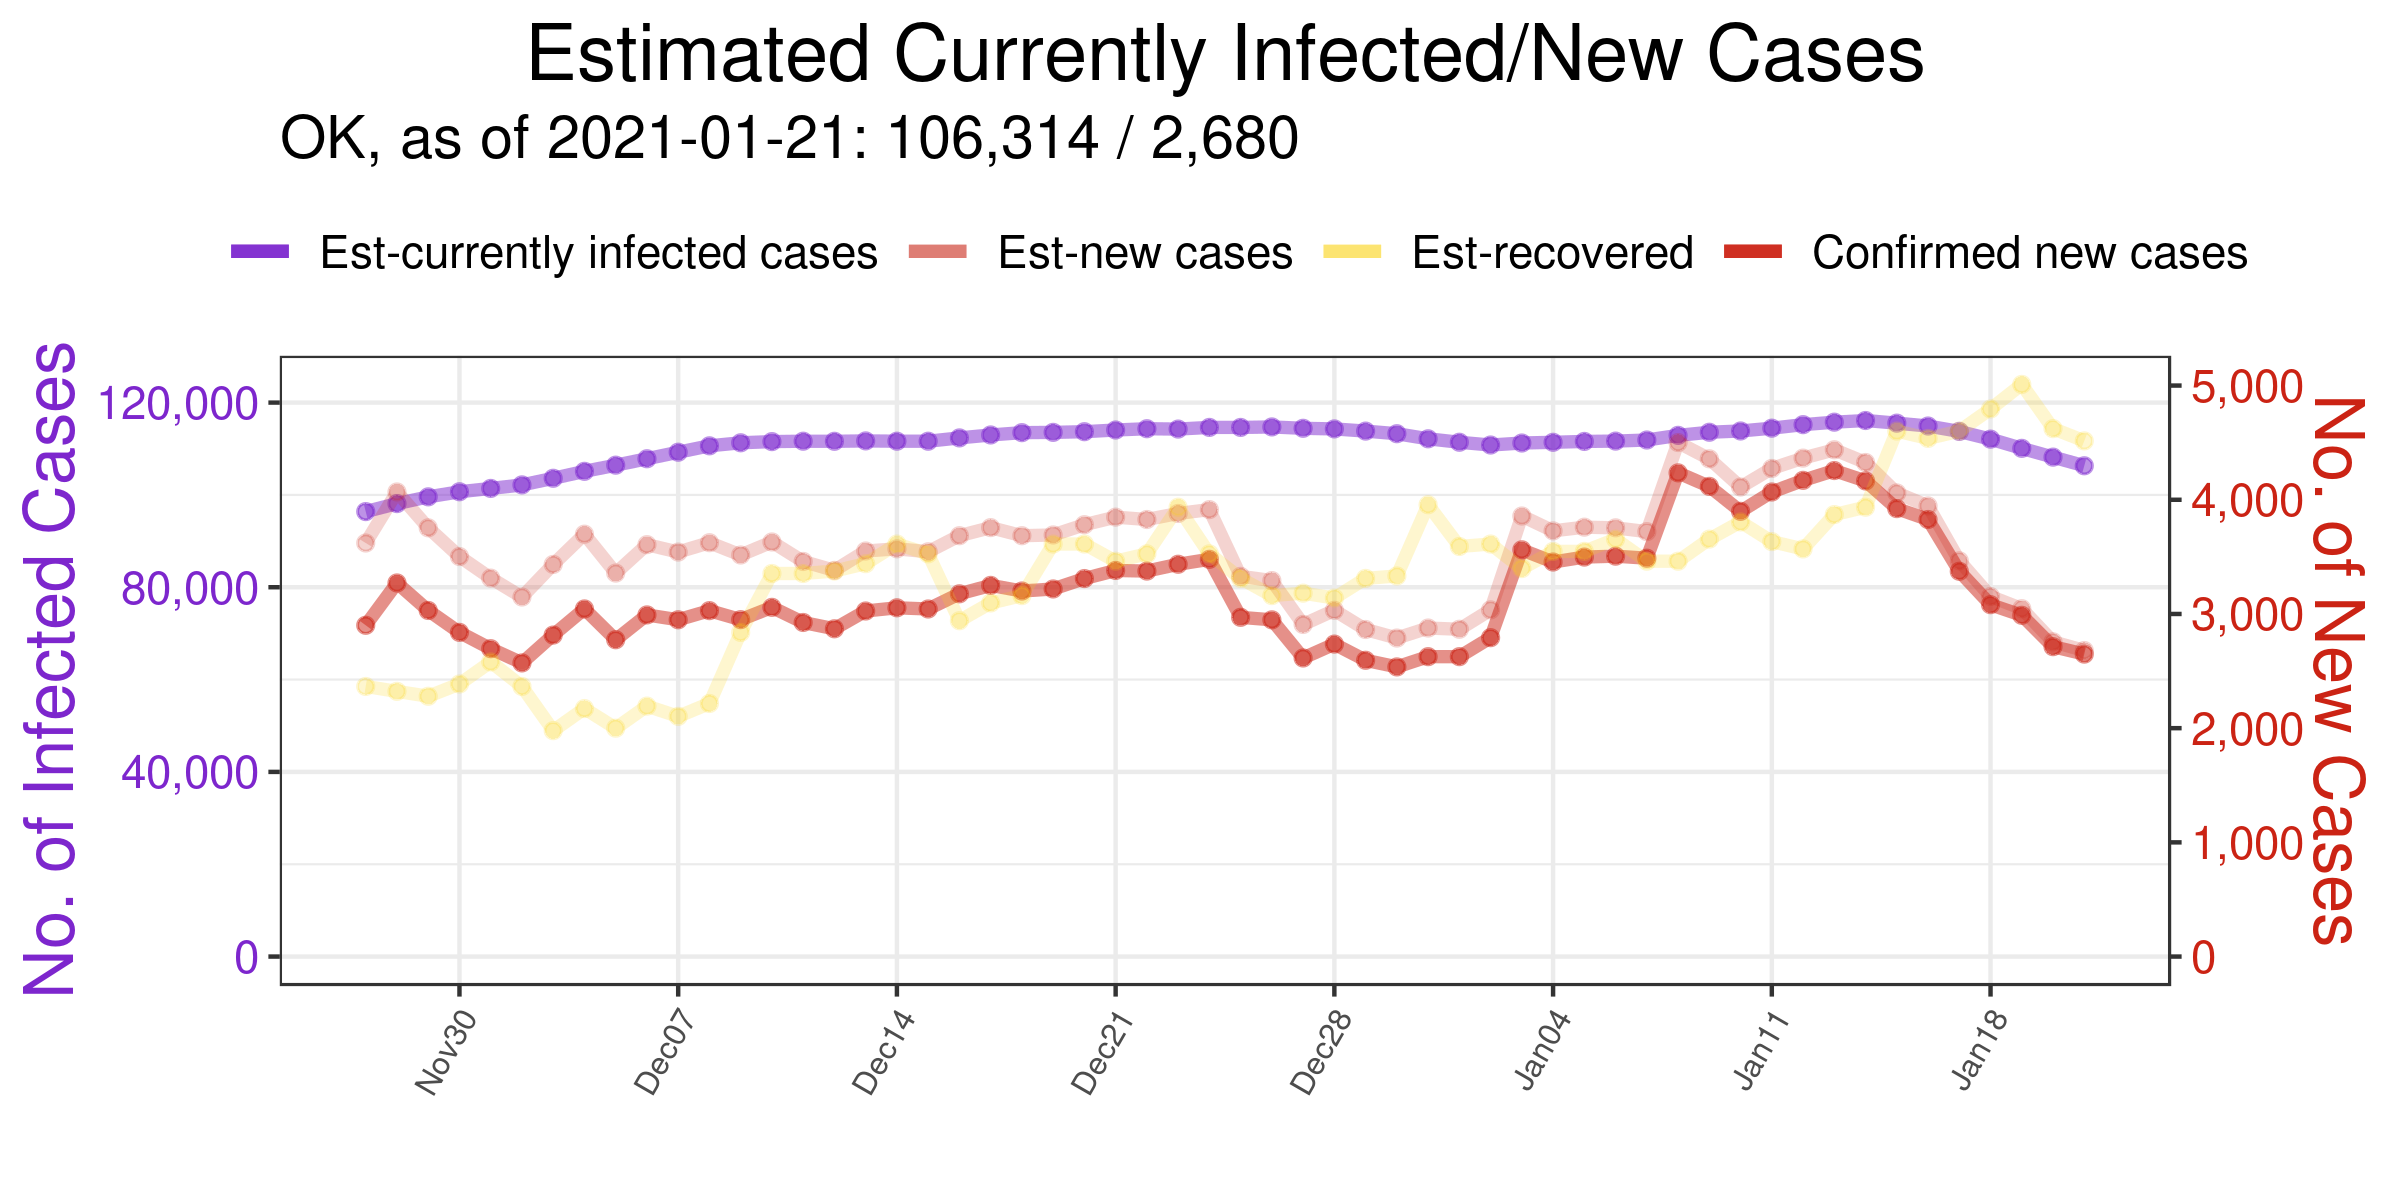 Estimated Currently Infected/New Cases
OK, as of 2021-01-21: 106,314 / 2,680
Est-currently infected cases Est-new cases Est-recovered Confirmed new cases
No. of Infected Cases
120,000
80,000
40,000
0
5,000
4,000
3,000
2,000
1,000
0
No. of New Cases
Nov30 Dec07 Dec14 Dec21 Dec28 Jan04 Jan11 Jan18